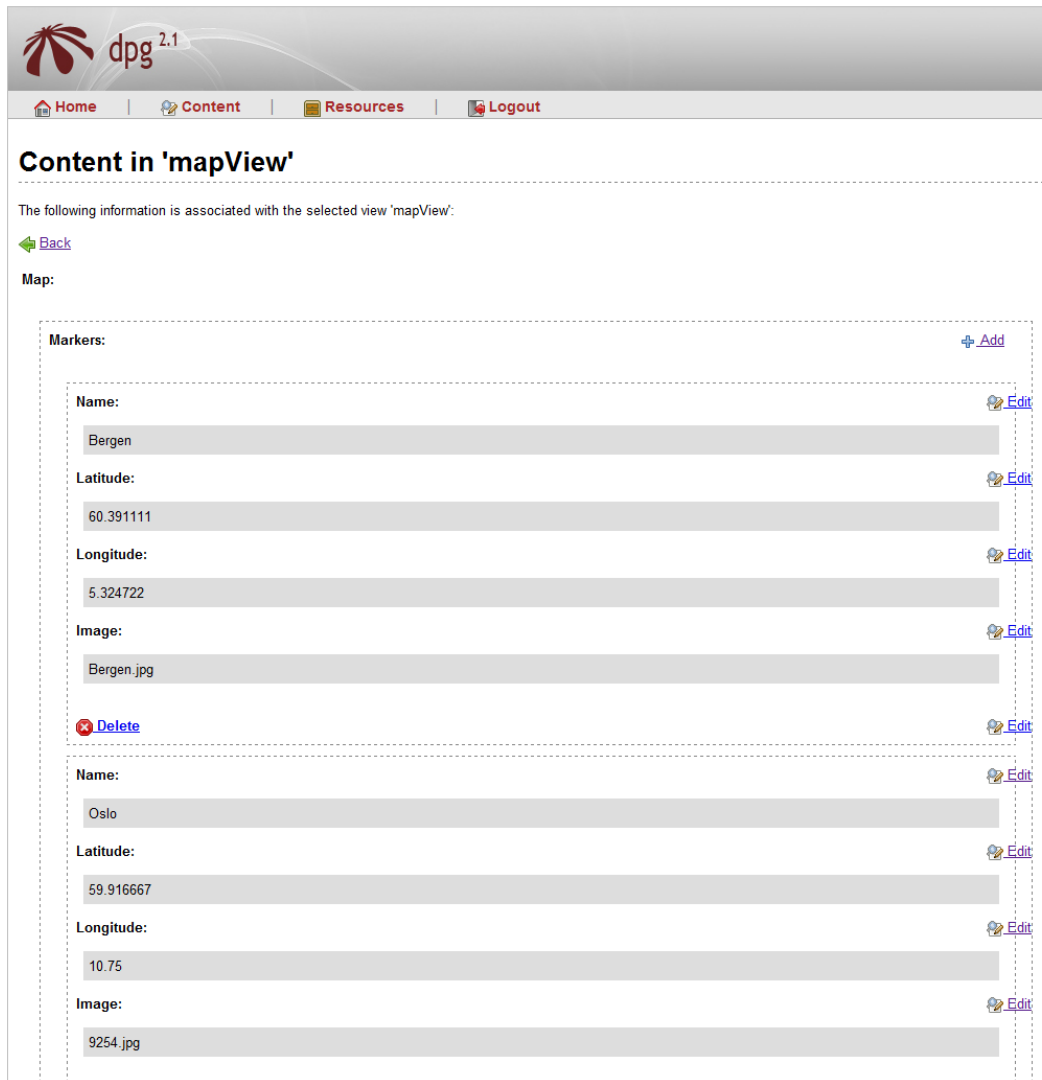 dpg 2.1
Home | Content | Resources | Logout
Content in 'mapView'
The following information is associated with the selected view 'mapView':
Back
Map:
Markers: Add
Name: Edit
Bergen
Latitude: Edit
60.391111
Longitude: Edit
5.324722
Image: Edit
Bergen.jpg
Delete Edit
Name: Edit
Oslo
Latitude: Edit
59.916667
Longitude: Edit
10.75
Image: Edit
9254.jpg